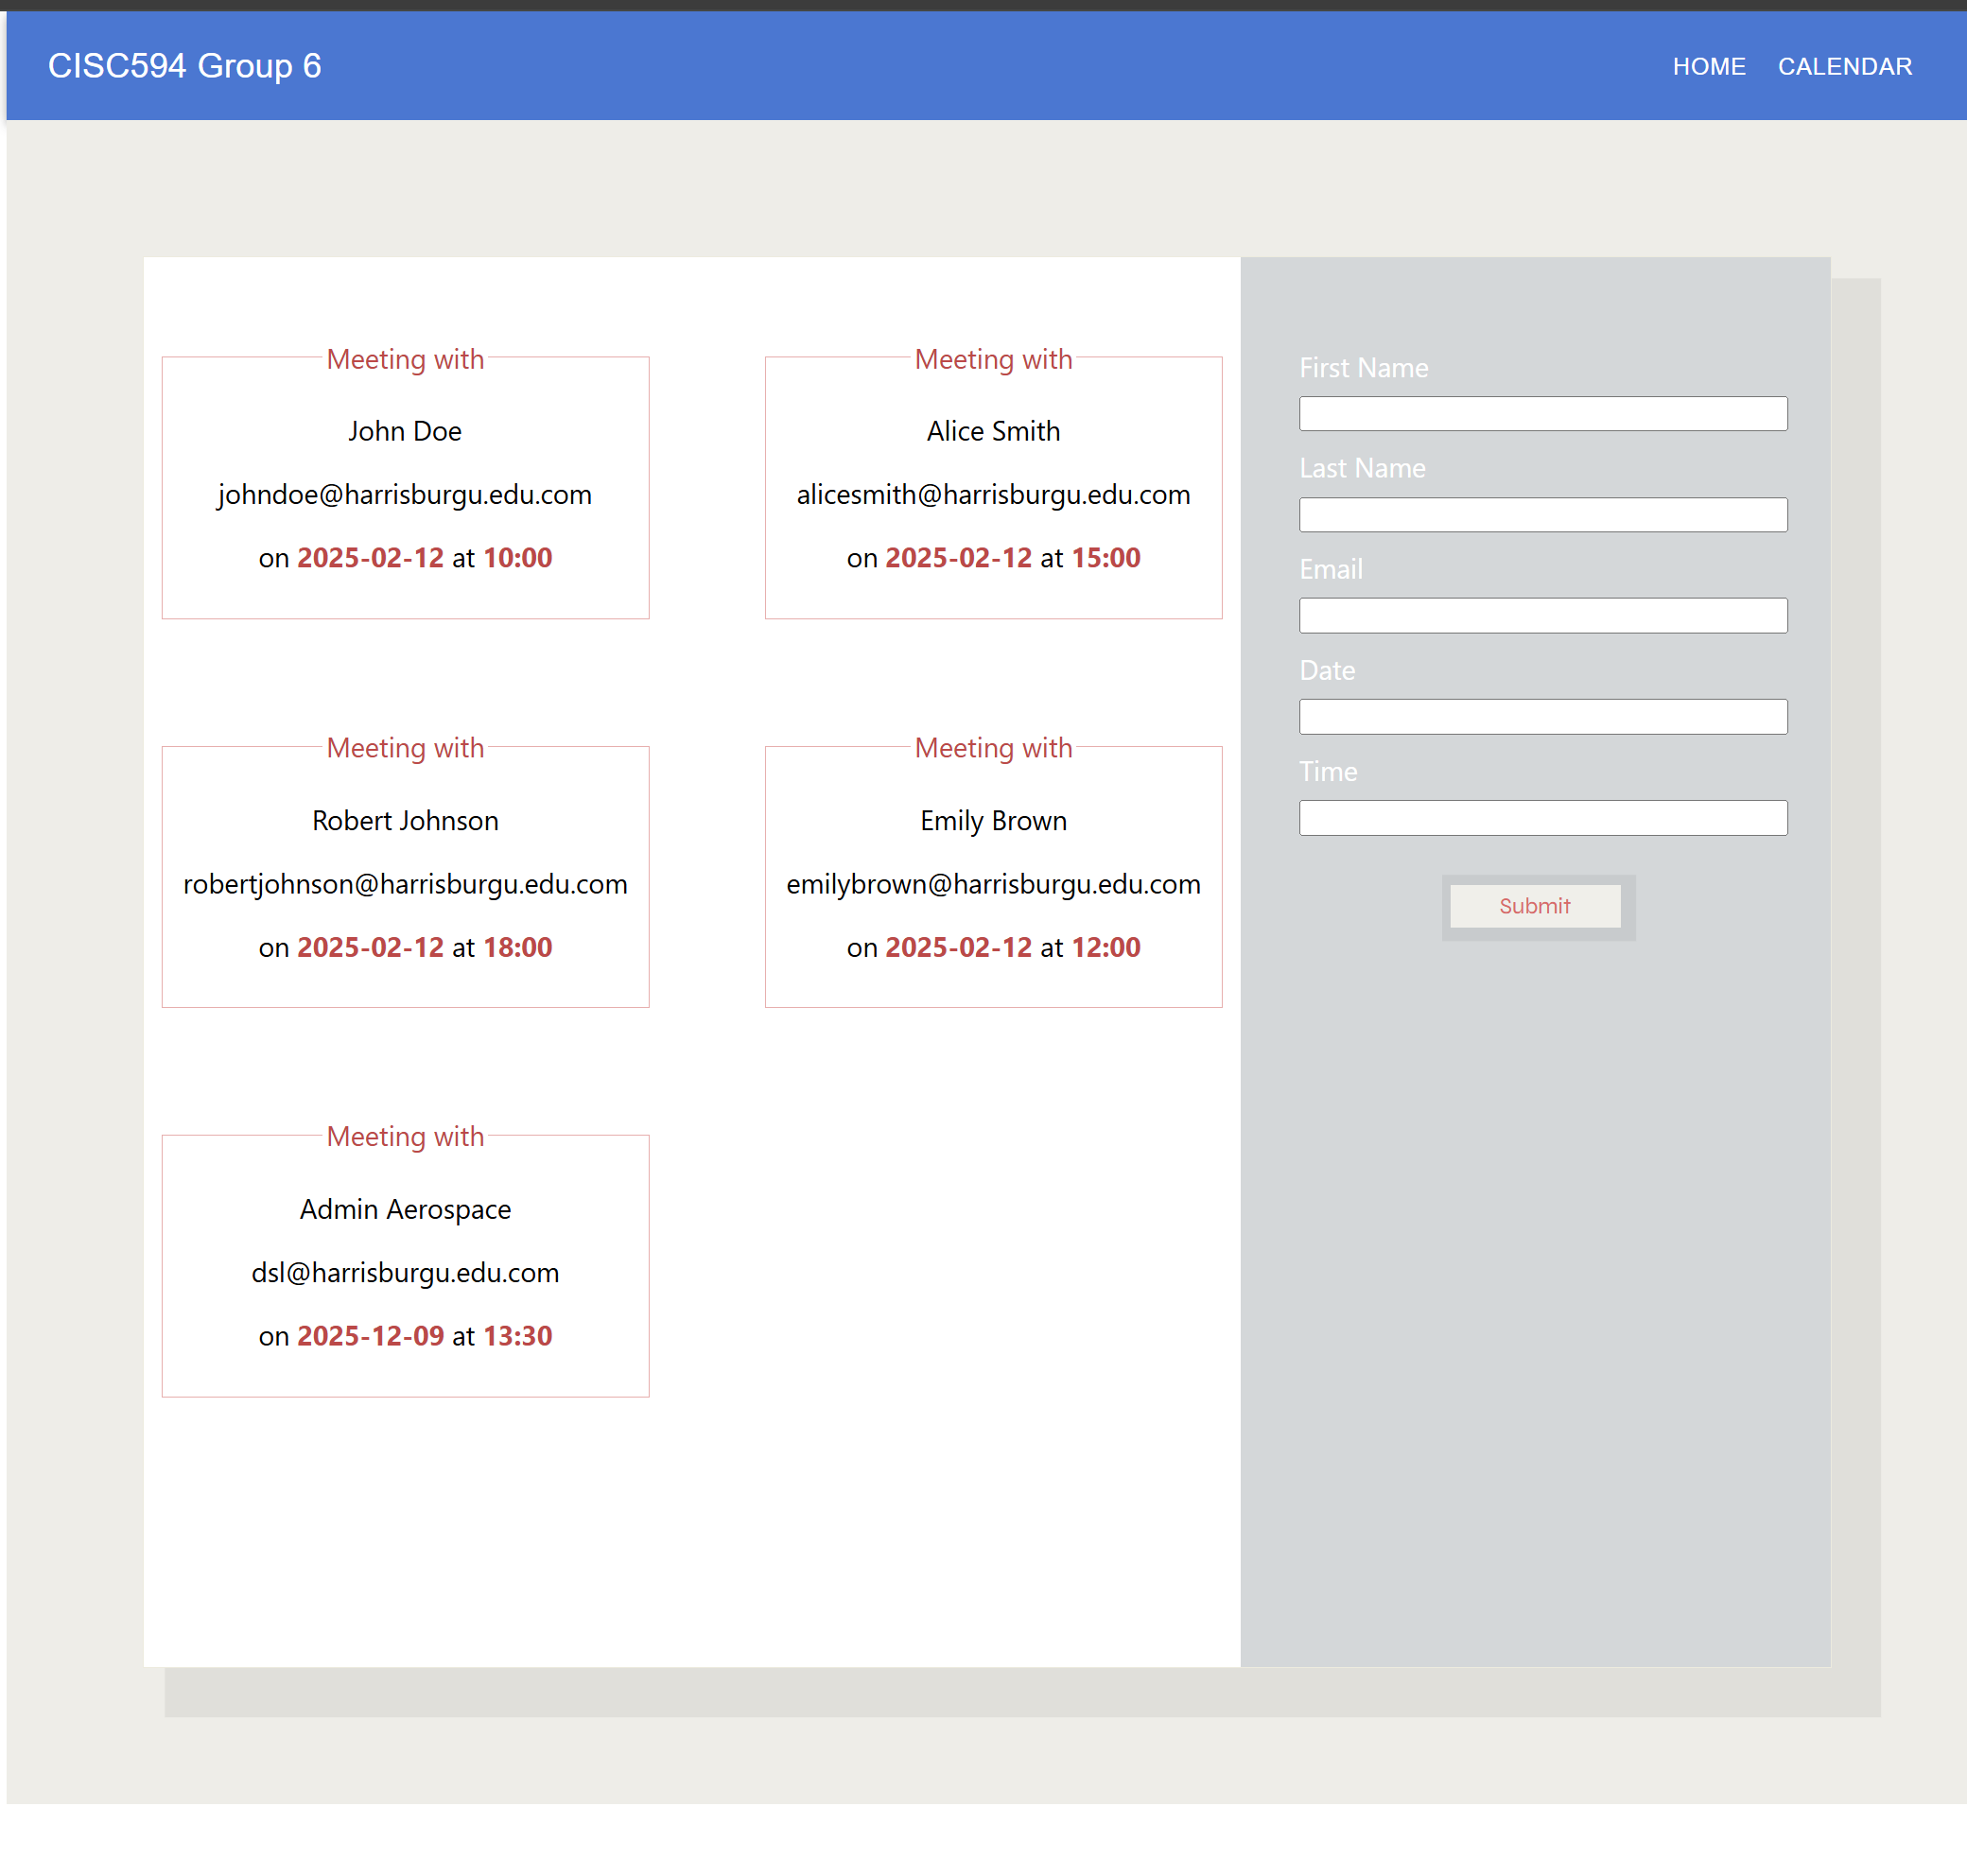 CISC594 Group 6
HOME CALENDAR
Meeting with
John Doe
johndoe@harrisburgu.edu.com
on 2025-02-12 at 10:00
Meeting with
Alice Smith
alicesmith@harrisburgu.edu.com
on 2025-02-12 at 15:00
Meeting with
Robert Johnson
robertjohnson@harrisburgu.edu.com
on 2025-02-12 at 18:00
Meeting with
Emily Brown
emilybrown@harrisburgu.edu.com
on 2025-02-12 at 12:00
Meeting with
Admin Aerospace
dsl@harrisburgu.edu.com
on 2025-12-09 at 13:30
First Name
Last Name
Email
Date
Time
Submit